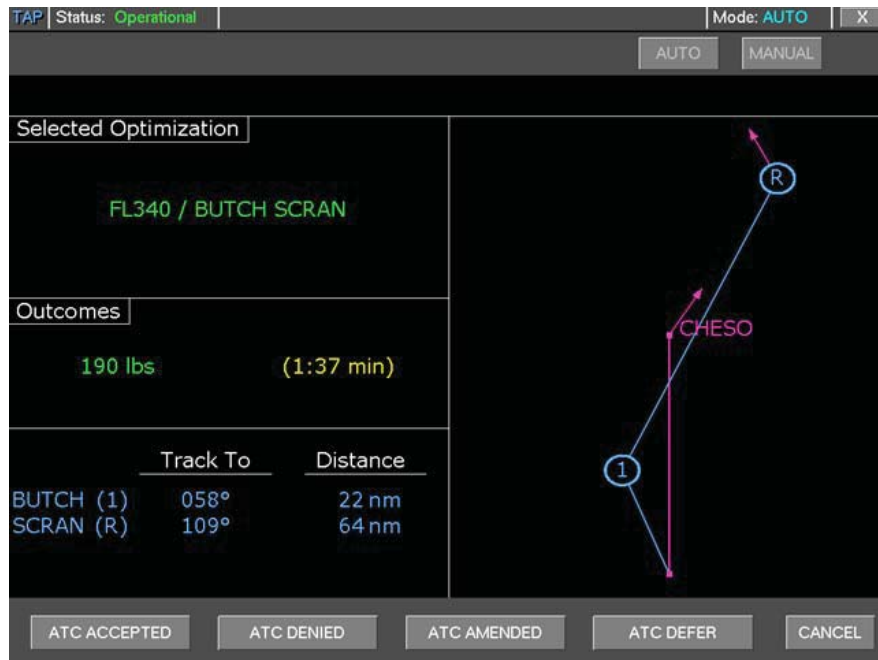 TAP Status: Operational Mode: AUTO X
AUTO MANUAL
Selected Optimization
FL340 / BUTCH SCRAN
Outcomes
190 lbs (1:37 min)
Track To Distance
BUTCH (1) 058° 22 nm
SCRAN (R) 109° 64 nm
R
CHESO
1
ATC ACCEPTED ATC DENIED ATC AMENDED ATC DEFER CANCEL